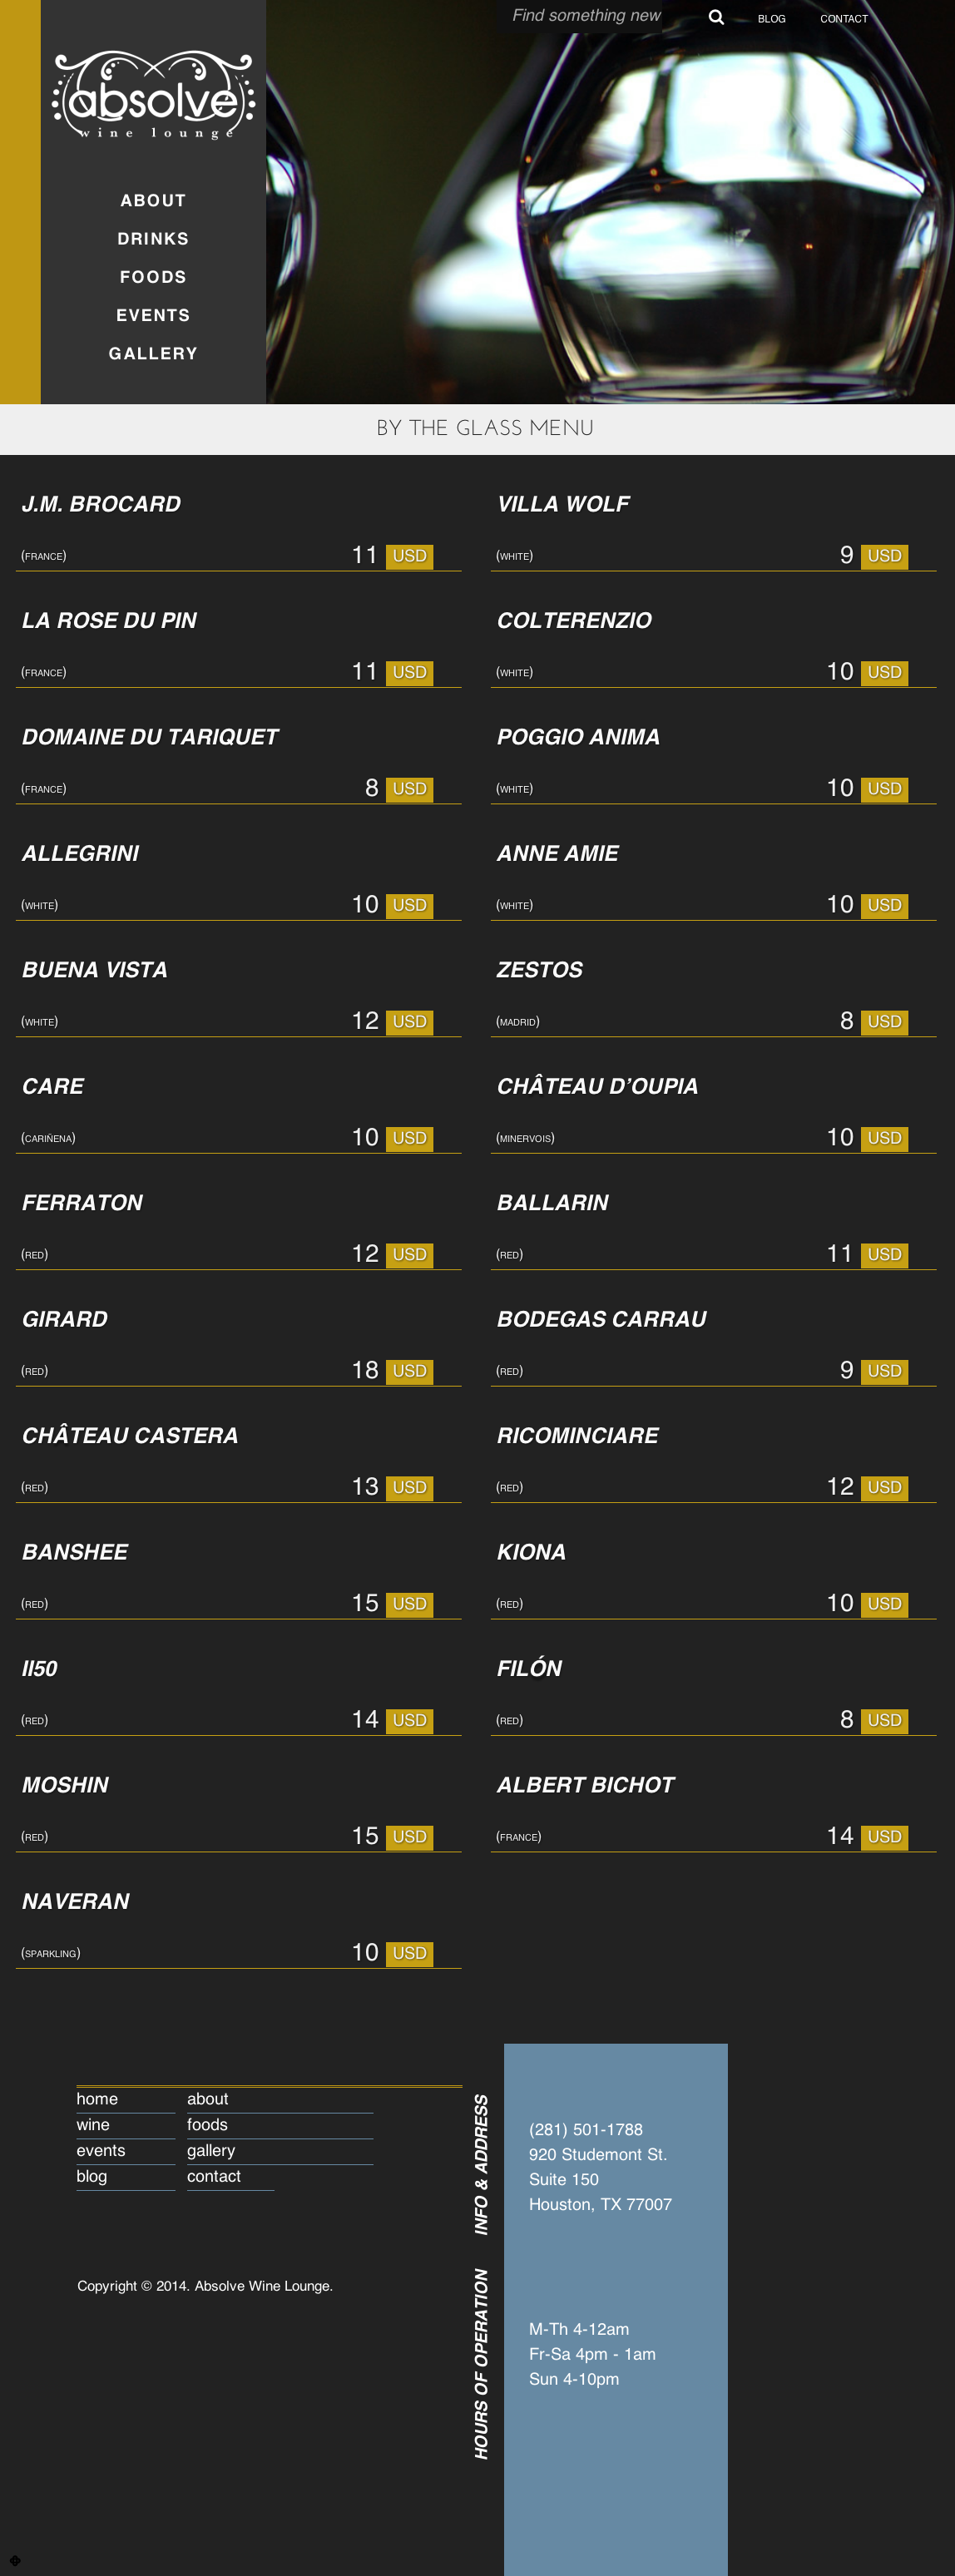 Find something new
BLOG
CONTACT
absolve
wine lounge
ABOUT
DRINKS
FOODS
EVENTS
GALLERY
BY THE GLASS MENU
J.M. BROCARD
(FRANCE) 11 USD
VILLA WOLF
(WHITE) 9 USD
LA ROSE DU PIN
(FRANCE) 11 USD
COLTERENZIO
(WHITE) 10 USD
DOMAINE DU TARIQUET
(FRANCE) 8 USD
POGGIO ANIMA
(WHITE) 10 USD
ALLEGRINI
(WHITE) 10 USD
ANNE AMIE
(WHITE) 10 USD
BUENA VISTA
(WHITE) 12 USD
ZESTOS
(MADRID) 8 USD
CARE
(CARIÑENA) 10 USD
CHÂTEAU D’OUPIA
(MINERVOIS) 10 USD
FERRATON
(RED) 12 USD
BALLARIN
(RED) 11 USD
GIRARD
(RED) 18 USD
BODEGAS CARRAU
(RED) 9 USD
CHÂTEAU CASTERA
(RED) 13 USD
RICOMINCIARE
(RED) 12 USD
BANSHEE
(RED) 15 USD
KIONA
(RED) 10 USD
II50
(RED) 14 USD
FILÓN
(RED) 8 USD
MOSHIN
(RED) 15 USD
ALBERT BICHOT
(FRANCE) 14 USD
NAVERAN
(SPARKLING) 10 USD
home about
wine foods
events gallery
blog contact
Copyright © 2014. Absolve Wine Lounge.
INFO & ADDRESS
(281) 501-1788
920 Studemont St.
Suite 150
Houston, TX 77007
HOURS OF OPERATION
M-Th 4-12am
Fr-Sa 4pm - 1am
Sun 4-10pm